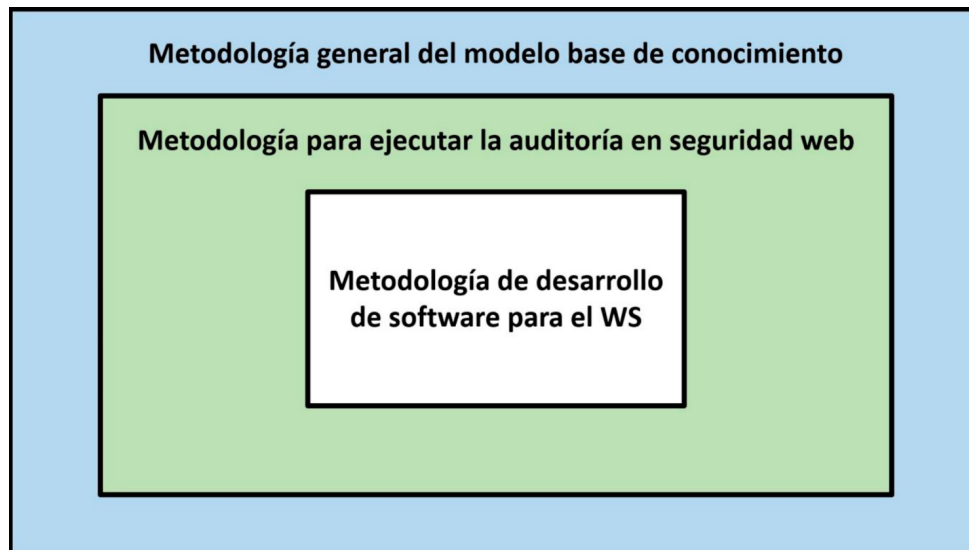 Metodología general del modelo base de conocimiento
Metodología para ejecutar la auditoría en seguridad web
Metodología de desarrollo
de software para el WS